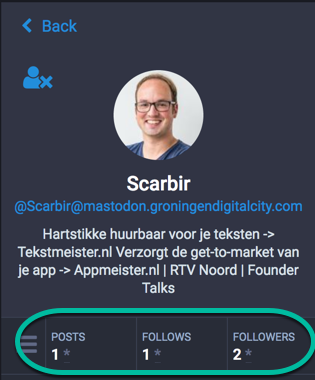 Back
Scarbir
@Scarbir@mastodon.groningendigitalcity.com
Hartstikke huurbaar voor je teksten ->
Tekstmeister.nl Verzorgt de get-to-market van
je app -> Appmeister.nl | RTV Noord | Founder
Talks
POSTS FOLLOWS FOLLOWERS
1 * 1 * 2 *